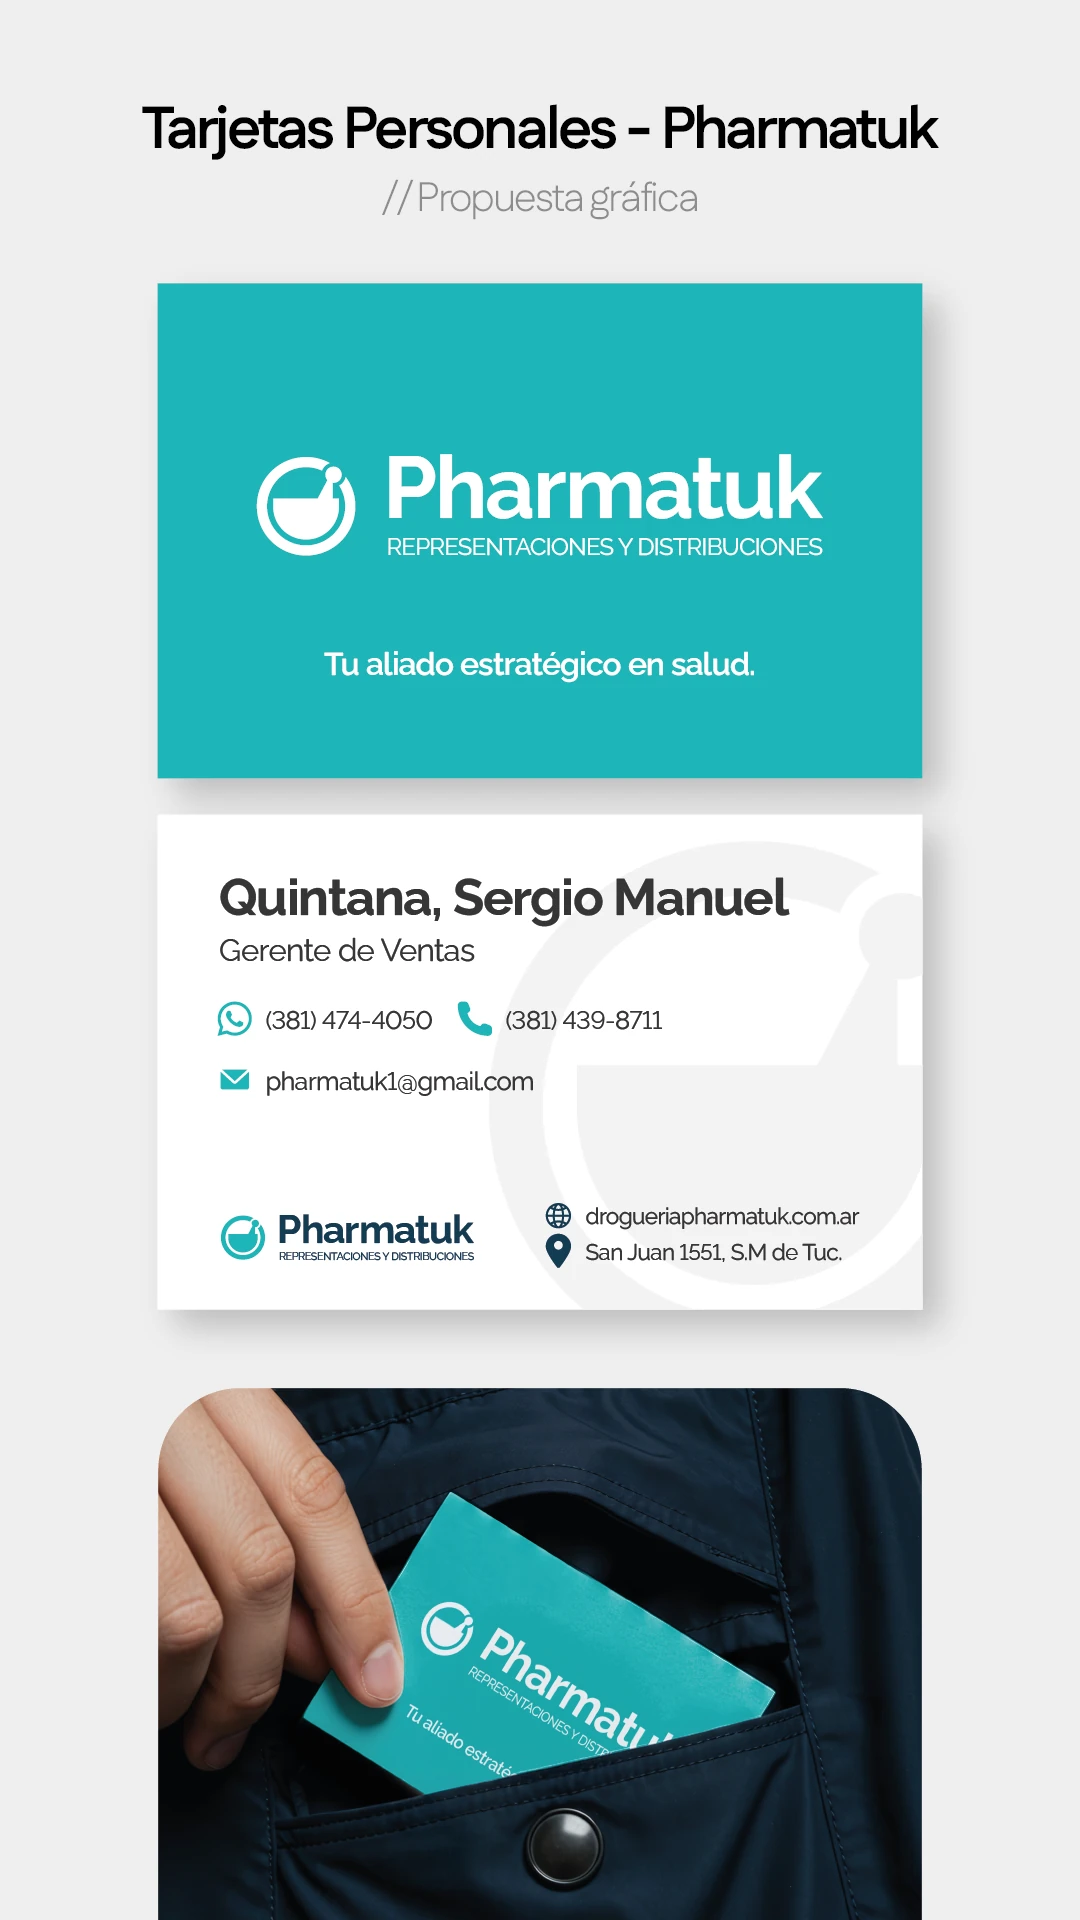 Tarjetas Personales - Pharmatuk
// Propuesta gráfica
Pharmatuk
REPRESENTACIONES Y DISTRIBUCIONES
Tu aliado estratégico en salud.
Quintana, Sergio Manuel
Gerente de Ventas
(381) 474-4050 (381) 439-8711
pharmatuk1@gmail.com
Pharmatuk
REPRESENTACIONES Y DISTRIBUCIONES
drogueriapharmatuk.com.ar
San Juan 1551, S.M de Tuc.
Pharmatuk
REPRESENTACIONES Y DISTR
Tu aliado estraté